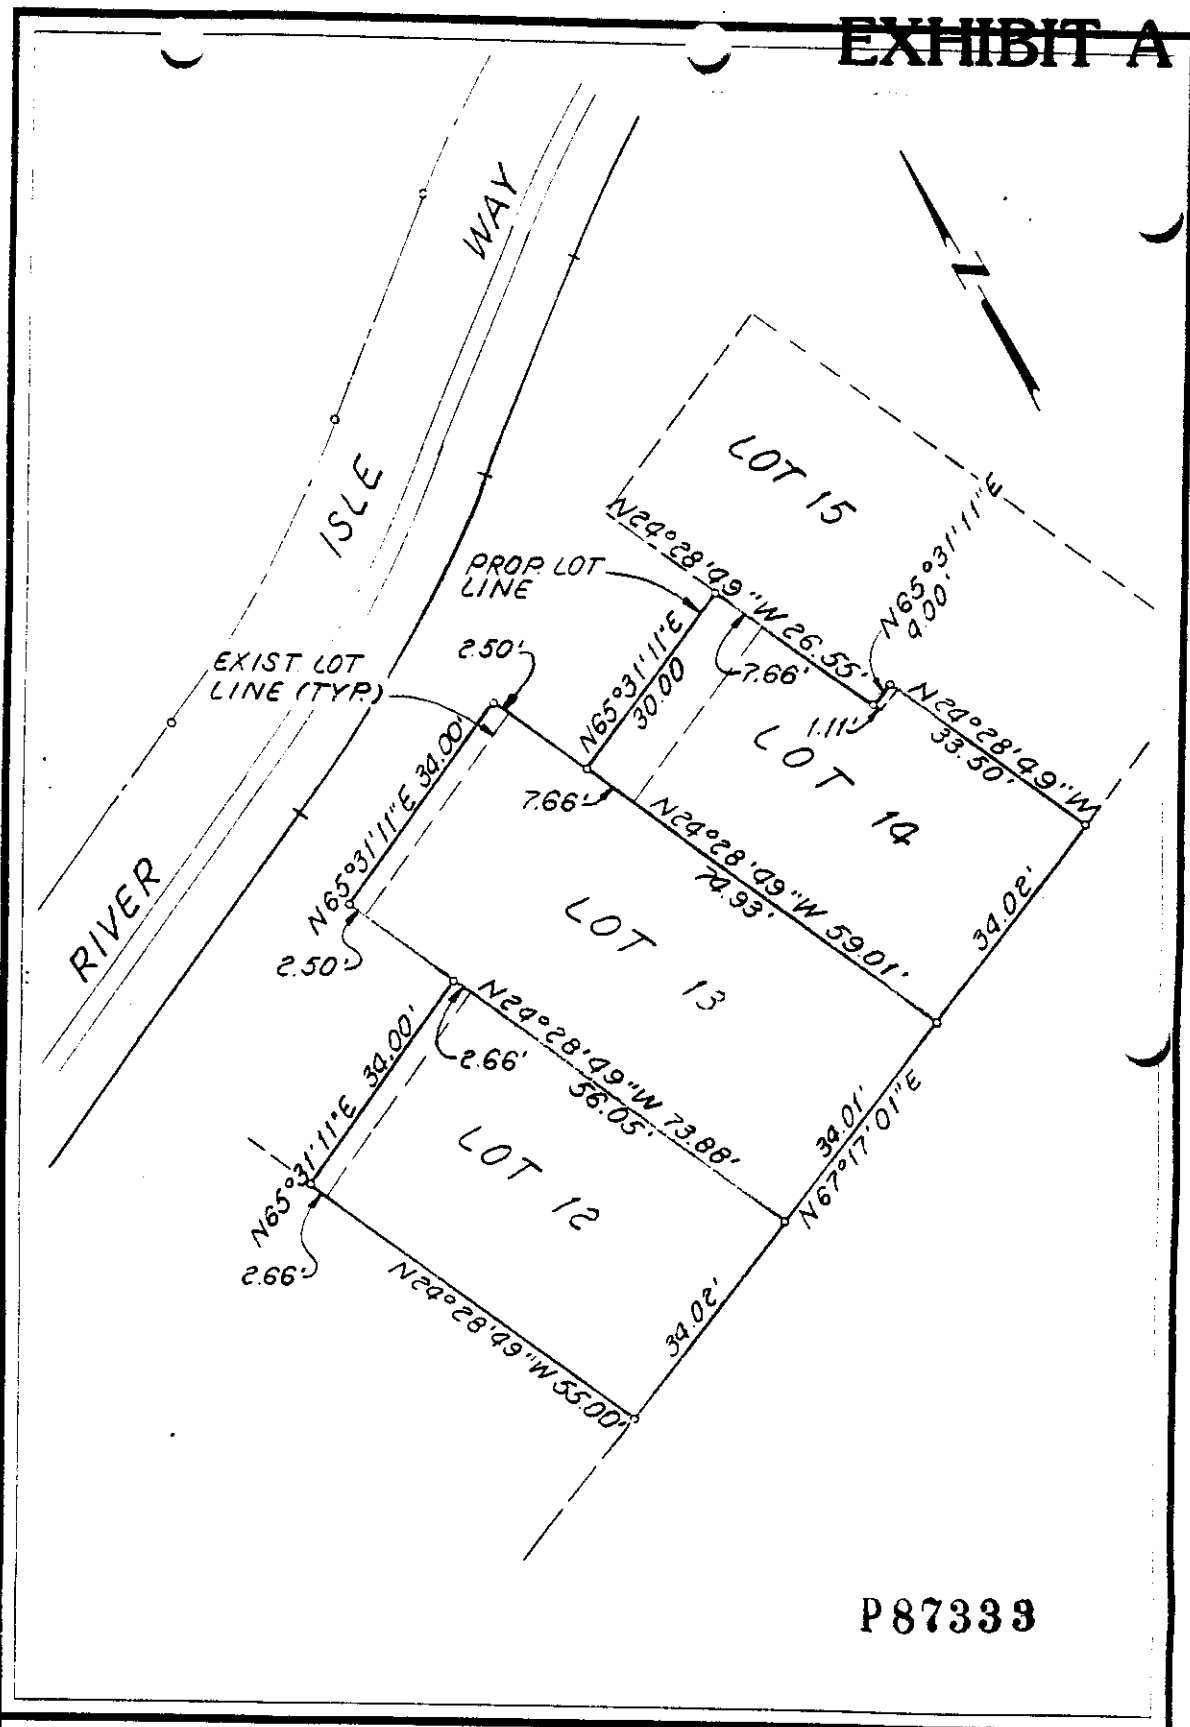 EXHIBIT A
WAY
ISLE
RIVER
N
LOT 15
N24°28'49"W 26.55'
N65°31'11"E
4.00'
PROP. LOT
LINE
2.50'
EXIST. LOT
LINE (TYP.)
N65°31'11"E
30.00
7.66'
1.11'
N24°28'49"W
33.50'
LOT 14
N65°31'11"E 34.00'
7.66'
N24°28'49"W 59.01'
74.93'
34.02'
LOT 13
2.50'
N24°28'49"W 73.88'
56.05'
2.66'
34.01'
N67°17'01"E
N65°31'11"E 34.00'
LOT 12
2.66'
N24°28'49"W 55.00'
34.02'
P87333